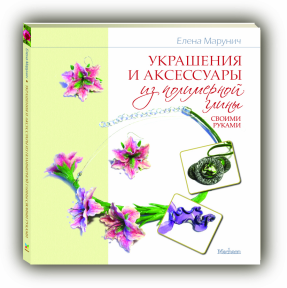 Елена Марунич
УКРАШЕНИЯ
И АКСЕССУАРЫ
из полимерной
глины
СВОИМИ
РУКАМИ